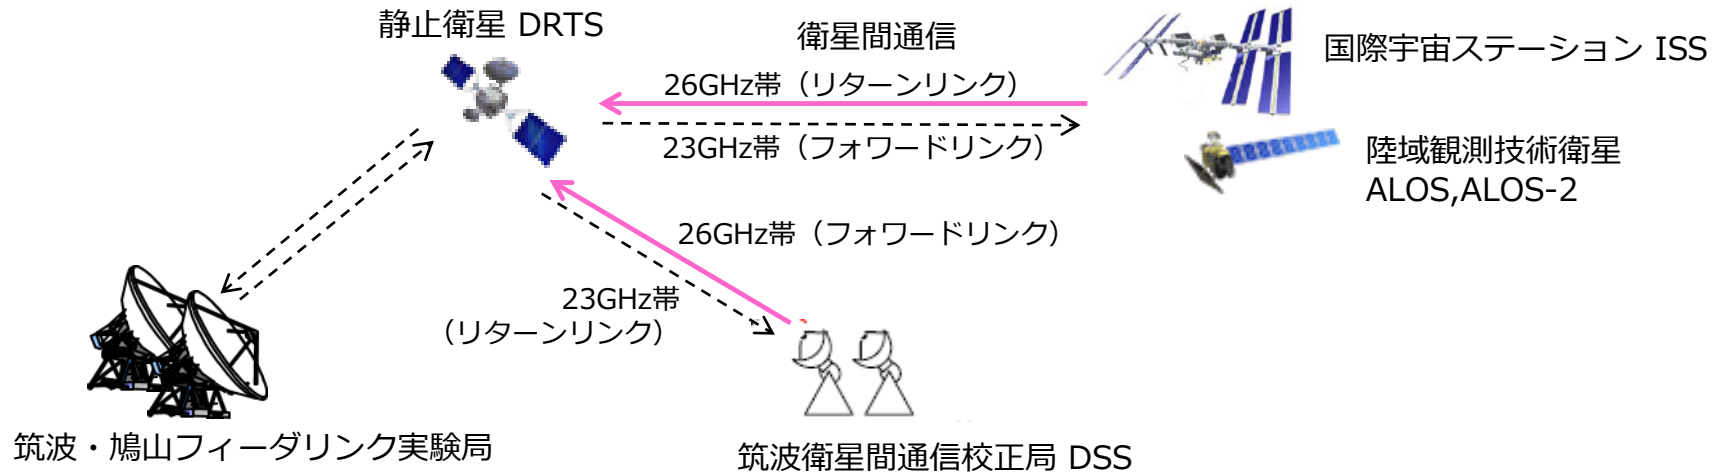 静止衛星 DRTS
衛星間通信
国際宇宙ステーション ISS
26GHz帯（リターンリンク）
23GHz帯（フォワードリンク）
陸域観測技術衛星
ALOS,ALOS-2
26GHz帯（フォワードリンク）
23GHz帯
（リターンリンク）
筑波・鳩山フィーダリンク実験局
筑波衛星間通信校正局 DSS